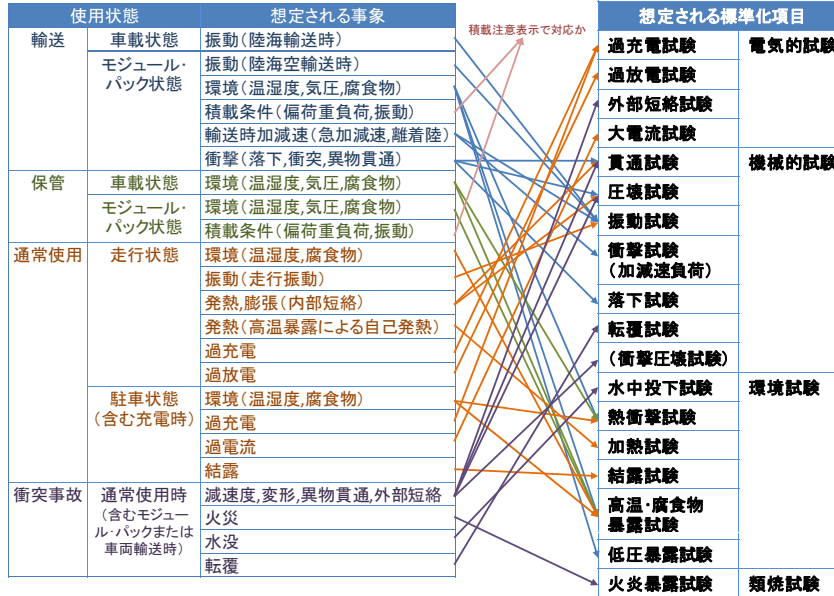 使用状態 想定される事象
輸送 車載状態 振動(陸海輸送時)
モジュール・パック状態 振動(陸海空輸送時)
環境(温湿度,気圧,腐食物)
積載条件(偏荷重負荷,振動)
輸送時加減速(急加減速,離着陸)
衝撃(落下,衝突,異物貫通)
保管 車載状態 環境(温湿度,気圧,腐食物)
モジュール・パック状態 環境(温湿度,気圧,腐食物)
積載条件(偏荷重負荷,振動)
通常使用 走行状態 環境(温湿度,腐食物)
振動(走行振動)
発熱,膨張(内部短絡)
発熱(高温暴露による自己発熱)
過充電
過放電
駐車状態(含む充電時) 環境(温湿度,腐食物)
過充電
過電流
結露
衝突事故 通常使用時(含むモジュール・パックまたは車両輸送時) 減速度,変形,異物貫通,外部短絡
火災
水没
転覆
積載注意表示で対応か
想定される標準化項目
過充電試験 電気的試験
過放電試験
外部短絡試験
大電流試験
貫通試験 機械的試験
圧壊試験
振動試験
衝撃試験
(加減速負荷)
落下試験
転覆試験
(衝撃圧壊試験)
水中投下試験 環境試験
熱衝撃試験
加熱試験
結露試験
高温・腐食物
暴露試験
低圧暴露試験
火炎暴露試験 類焼試験